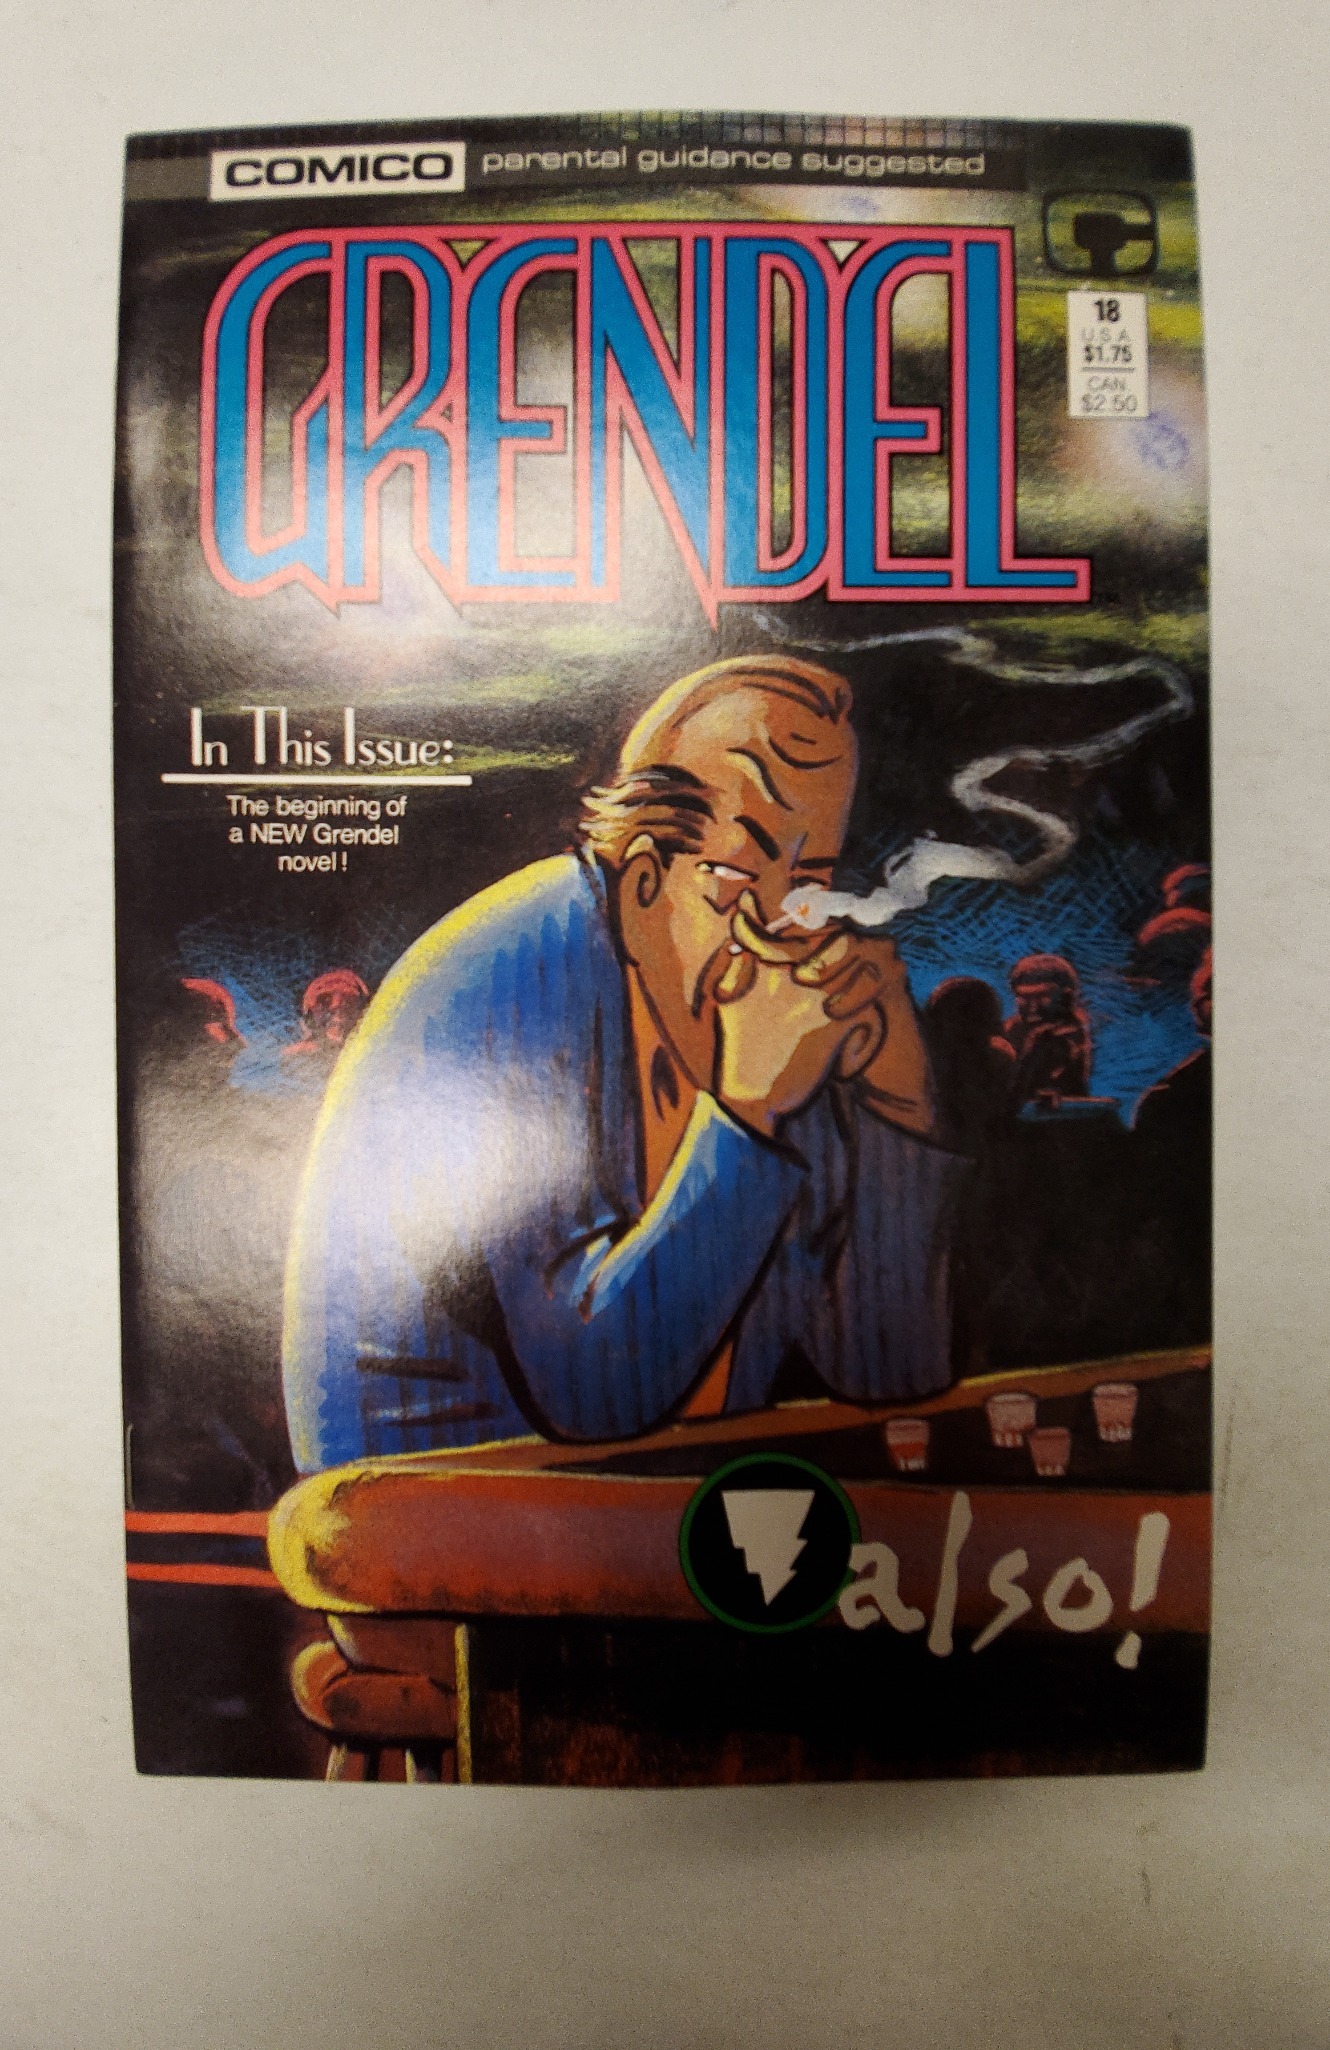 COMICO parental guidance suggested
GRENDEL
18
U.S.A.
$1.75
CAN.
$2.50
In This Issue:
The beginning of
a NEW Grendel
novel!
also!